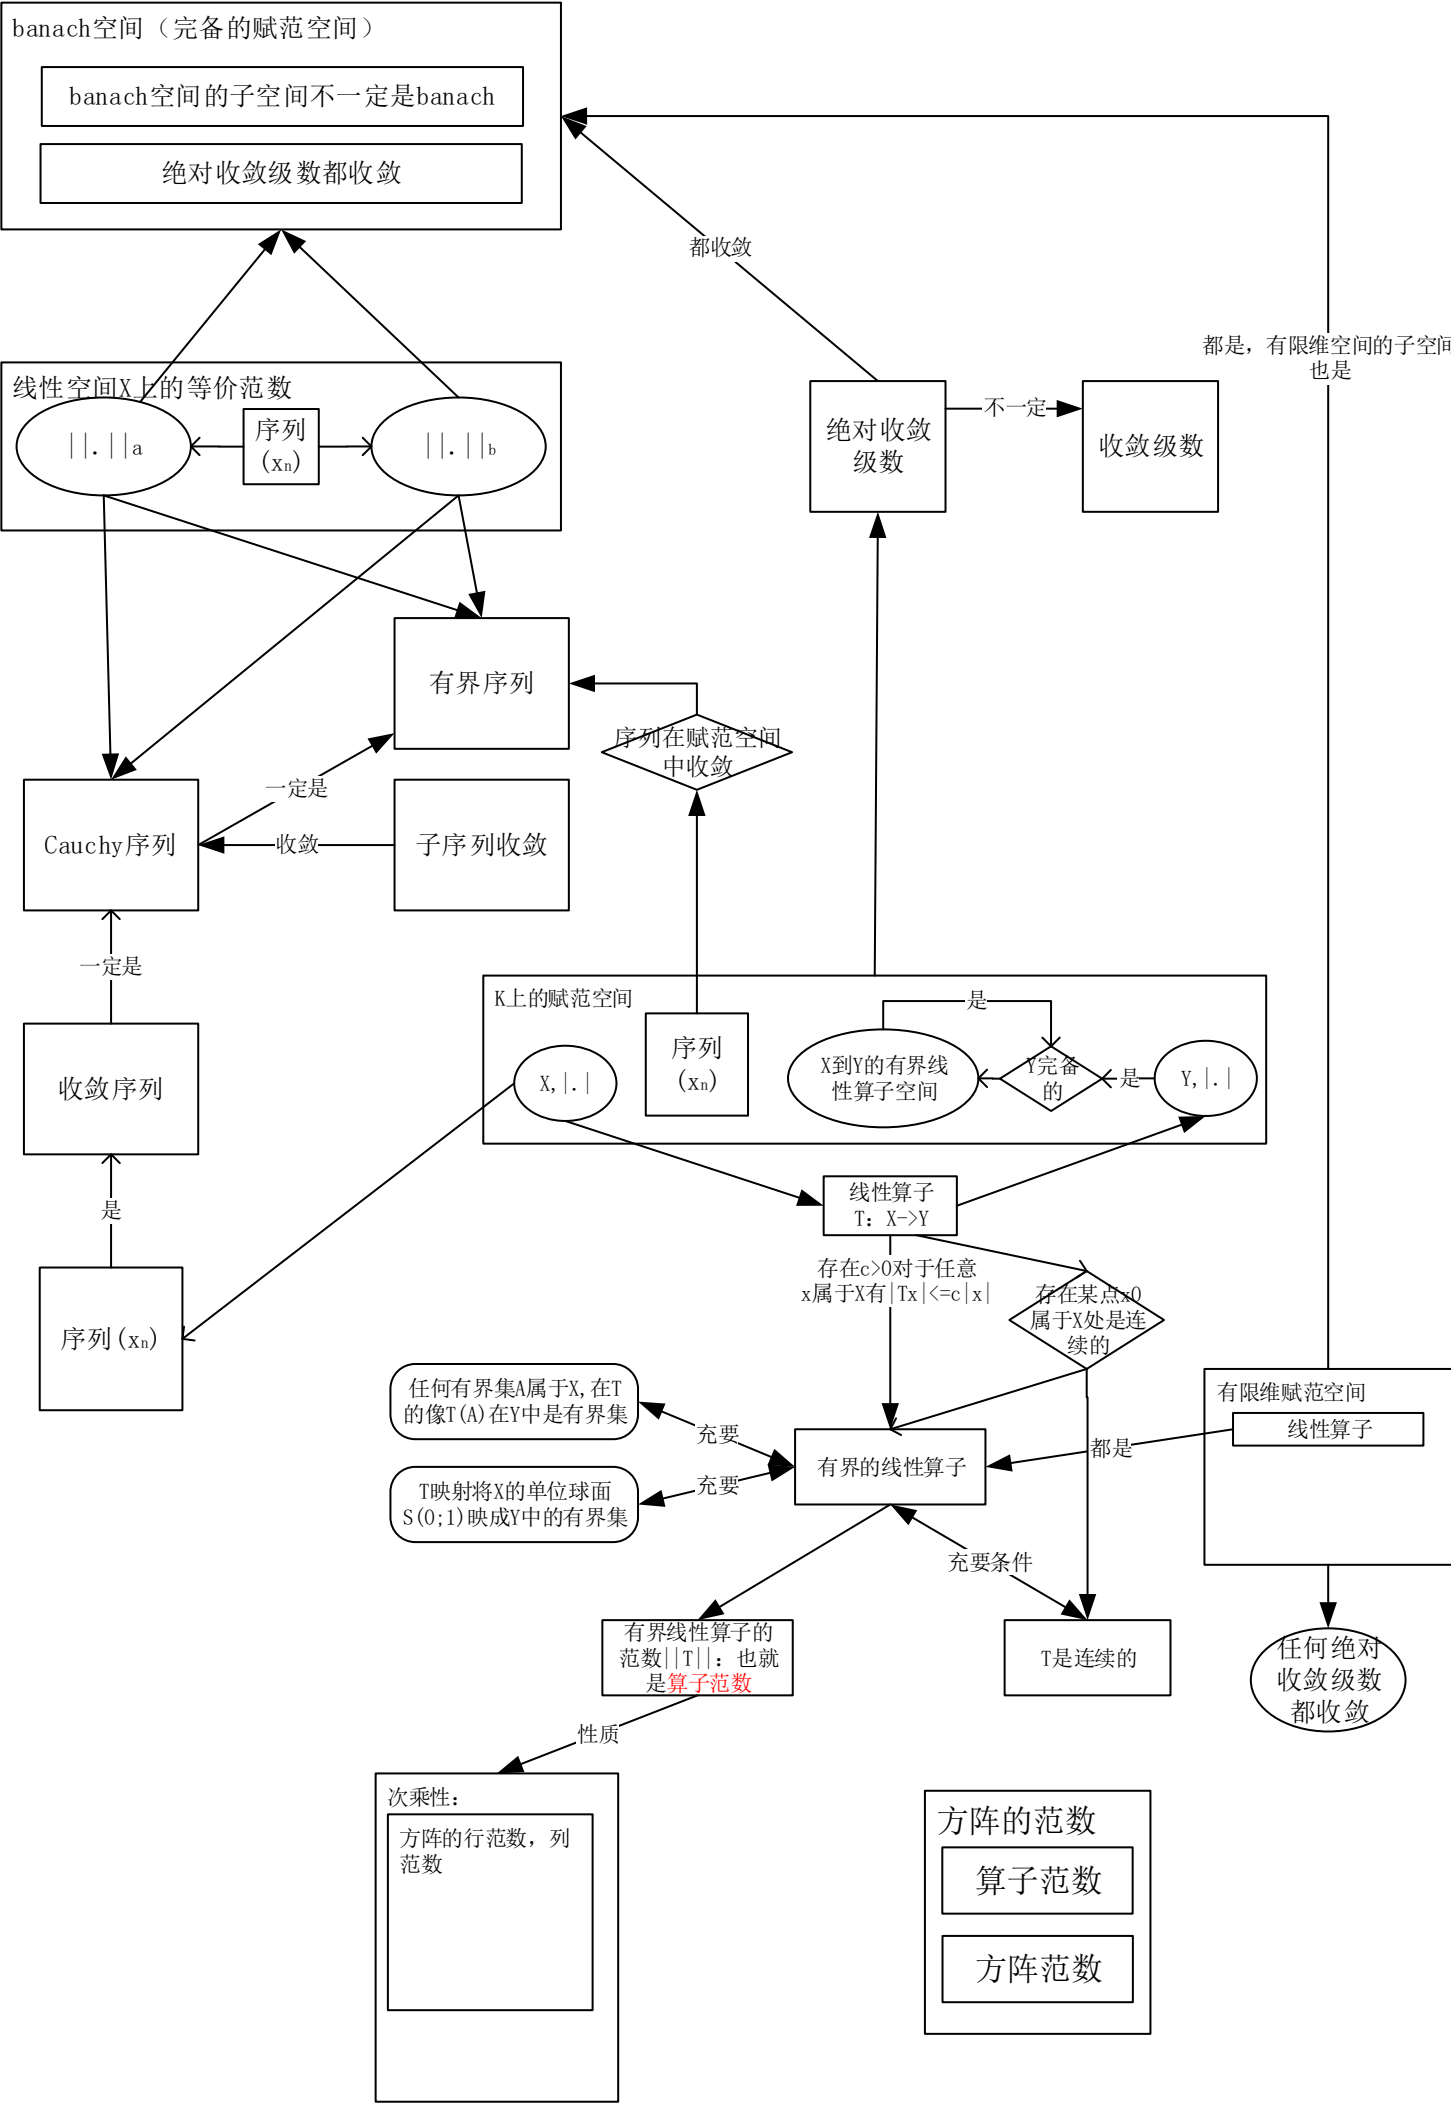 banach空间（完备的赋范空间）
banach空间的子空间不一定是banach
绝对收敛级数都收敛
都收敛
都是，有限维空间的子空间
也是
线性空间X上的等价范数
||.||a
序列
(xn)
||.||b
绝对收敛
级数
不一定
收敛级数
有界序列
序列在赋范空间
中收敛
一定是
Cauchy序列
收敛
子序列收敛
一定是
K上的赋范空间
是
X,|.|
序列
(xn)
X到Y的有界线
性算子空间
Y完备
的
是
Y,|.|
收敛序列
是
线性算子
T: X->Y
存在c>0对于任意
x属于X有|Tx|<=c|x|
存在某点x0
属于X处是连
续的
序列(xn)
任何有界集A属于X,在T
的像T(A)在Y中是有界集
充要
有限维赋范空间
线性算子
都是
有界的线性算子
T映射将X的单位球面
S(0;1)映成Y中的有界集
充要
充要条件
有界线性算子的
范数||T||：也就
是算子范数
T是连续的
任何绝对
收敛级数
都收敛
性质
次乘性：
方阵的行范数，列
范数
方阵的范数
算子范数
方阵范数